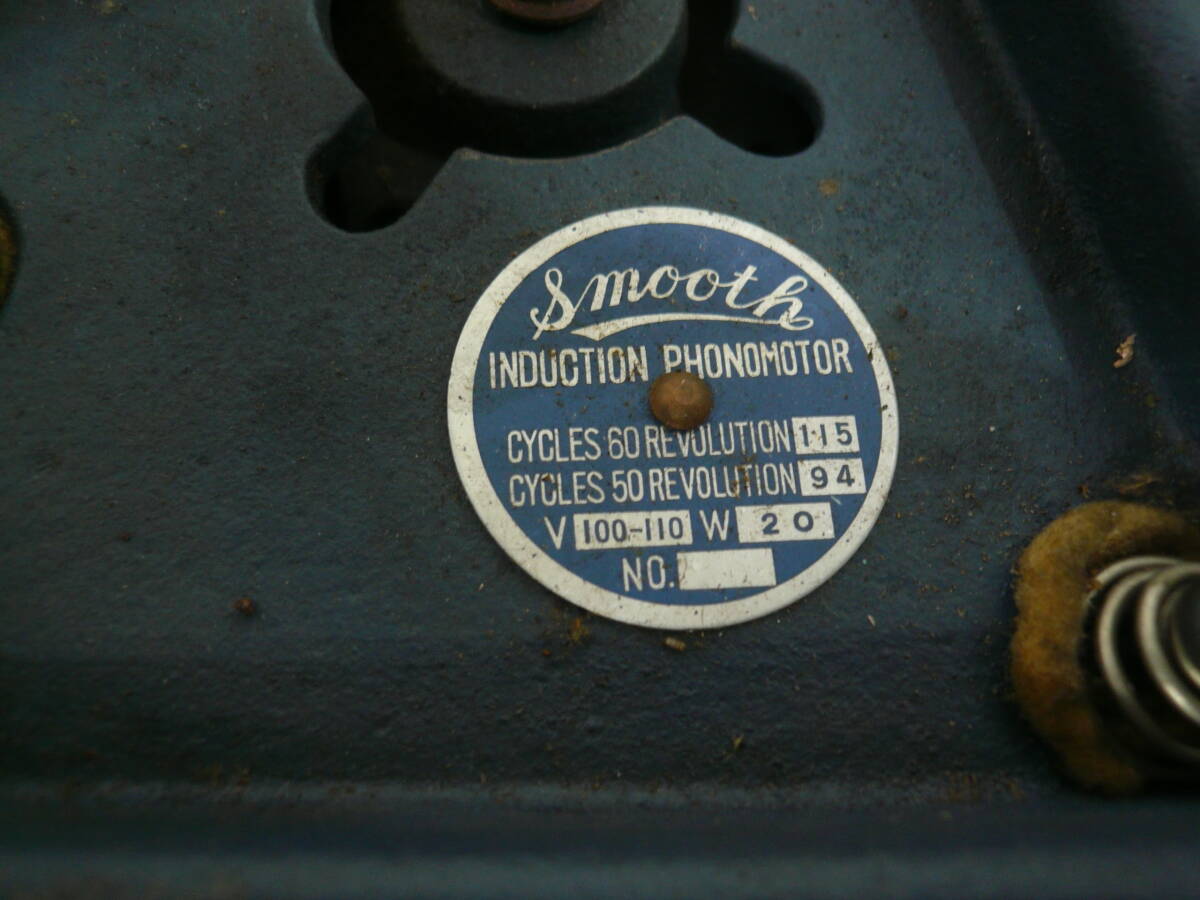 Smooth
INDUCTION PHONOMOTOR
CYCLES 60 REVOLUTION 115
CYCLES 50 REVOLUTION 94
V 100-110 W 20
NO.